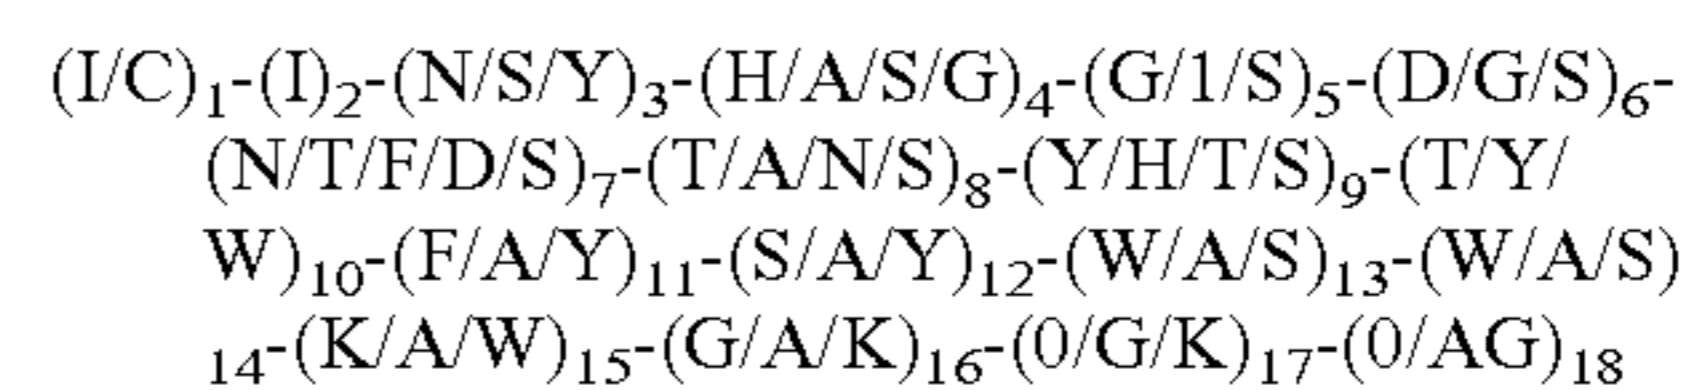 (I/C)1-(I)2-(N/S/Y)3-(H/A/S/G)4-(G/1/S)5-(D/G/S)6-
(N/T/F/D/S)7-(T/A/N/S)8-(Y/H/T/S)9-(T/Y/
W)10-(F/A/Y)11-(S/A/Y)12-(W/A/S)13-(W/A/S)
14-(K/A/W)15-(G/A/K)16-(0/G/K)17-(0/AG)18